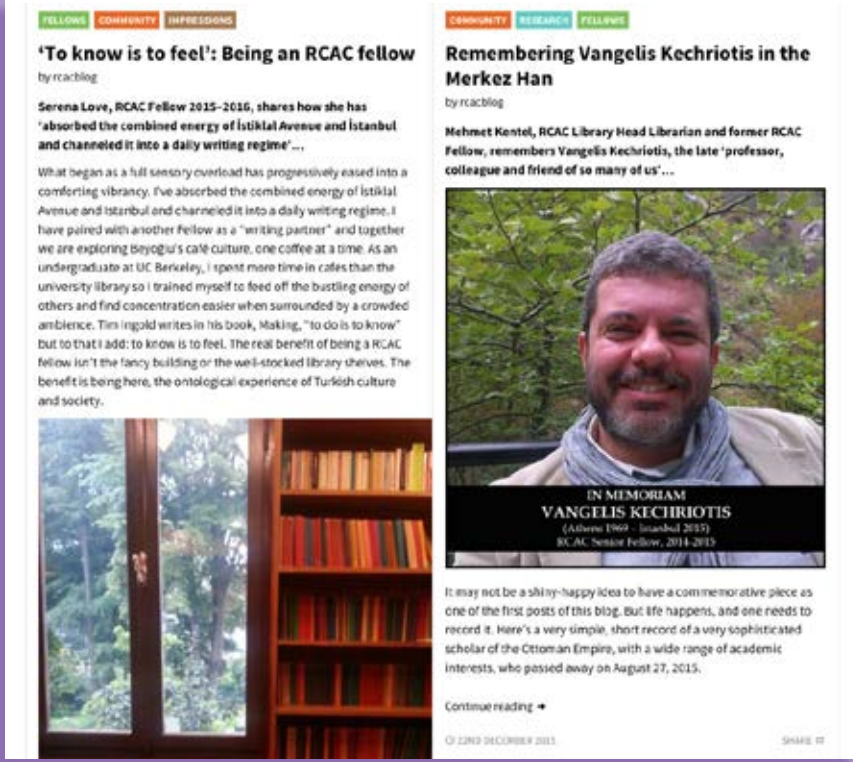 FELLOWS COMMUNITY IMPRESSIONS
‘To know is to feel’: Being an RCAC fellow
by rcacblog
Serena Love, RCAC Fellow 2015–2016, shares how she has
‘absorbed the combined energy of İstiklal Avenue and İstanbul
and channeled it into a daily writing regime’…
What began as a full sensory overload has progressively eased into a
comforting vibrancy. I've absorbed the combined energy of İstiklal
Avenue and Istanbul and channeled it into a daily writing regime. I
have paired with another Fellow as a “writing partner” and together
we are exploring Beyoglu's café culture, one coffee at a time. As an
undergraduate at UC Berkeley, I spent more time in cafes than the
university library so I trained myself to feed off the bustling energy of
others and find concentration easier when surrounded by a crowded
ambience. Tim Ingold writes in his book, Making, “to do is to know”
but to that I add: to know is to feel. The real benefit of being a RCAC
fellow isn't the fancy building or the well-stocked library shelves. The
benefit is being here, the ontological experience of Turkish culture
and society.
COMMUNITY RESEARCH FELLOWS
Remembering Vangelis Kechriotis in the
Merkez Han
by rcacblog
Mehmet Kentel, RCAC Library Head Librarian and former RCAC
Fellow, remembers Vangelis Kechriotis, the late ‘professor,
colleague and friend of so many of us’…
IN MEMORIAM
VANGELIS KECHRIOTIS
(Athens 1969 – Istanbul 2015)
RCAC Senior Fellow, 2014-2015
It may not be a shiny-happy idea to have a commemorative piece as
one of the first posts of this blog. But life happens, and one needs to
record it. Here's a very simple, short record of a very sophisticated
scholar of the Ottoman Empire, with a wide range of academic
interests, who passed away on August 27, 2015.
Continue reading →
22ND DECEMBER 2015
SHARE